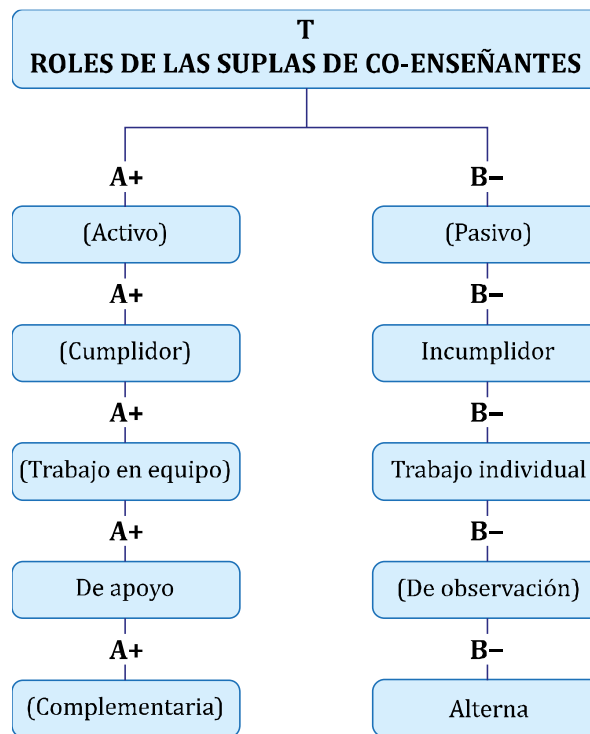 T
ROLES DE LAS SUPLAS DE CO-ENSEÑANTES
A+
B–
(Activo)
(Pasivo)
A+
B–
(Cumplidor)
Incumplidor
A+
B–
(Trabajo en equipo)
Trabajo individual
A+
B–
De apoyo
(De observación)
A+
B–
(Complementaria)
Alterna